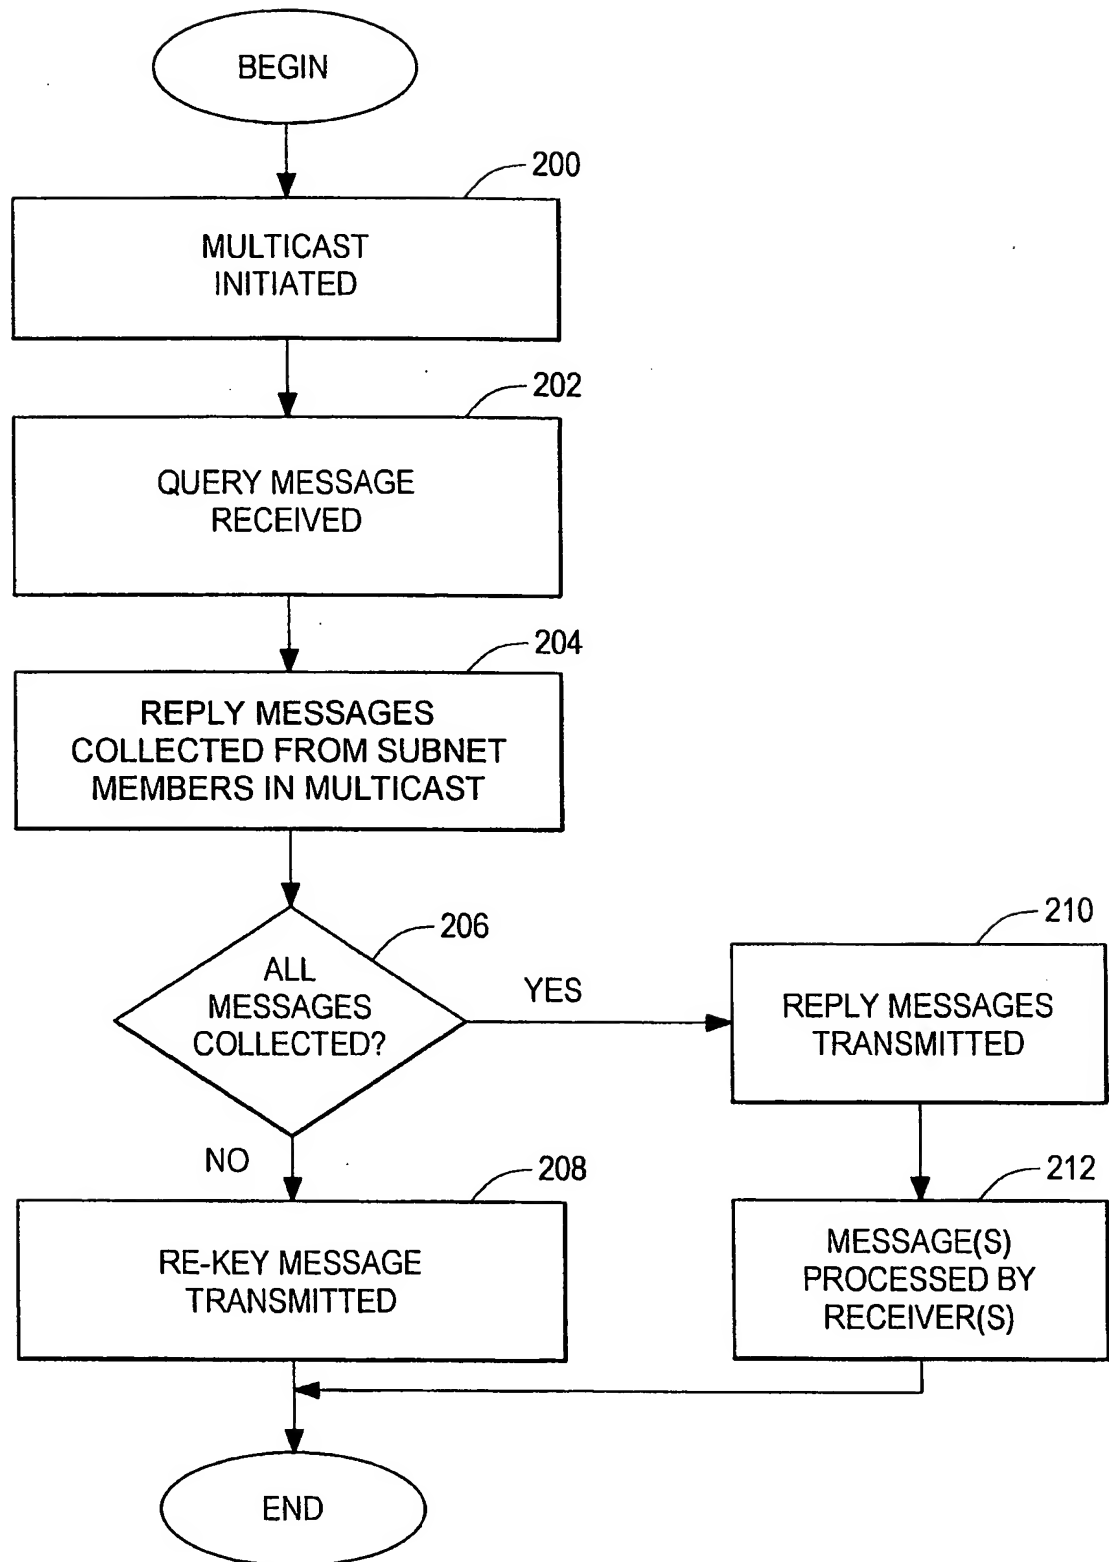 BEGIN
200
MULTICAST
INITIATED
202
QUERY MESSAGE
RECEIVED
204
REPLY MESSAGES
COLLECTED FROM SUBNET
MEMBERS IN MULTICAST
206
ALL
MESSAGES
COLLECTED?
YES
210
REPLY MESSAGES
TRANSMITTED
NO
208
RE-KEY MESSAGE
TRANSMITTED
212
MESSAGE(S)
PROCESSED BY
RECEIVER(S)
END